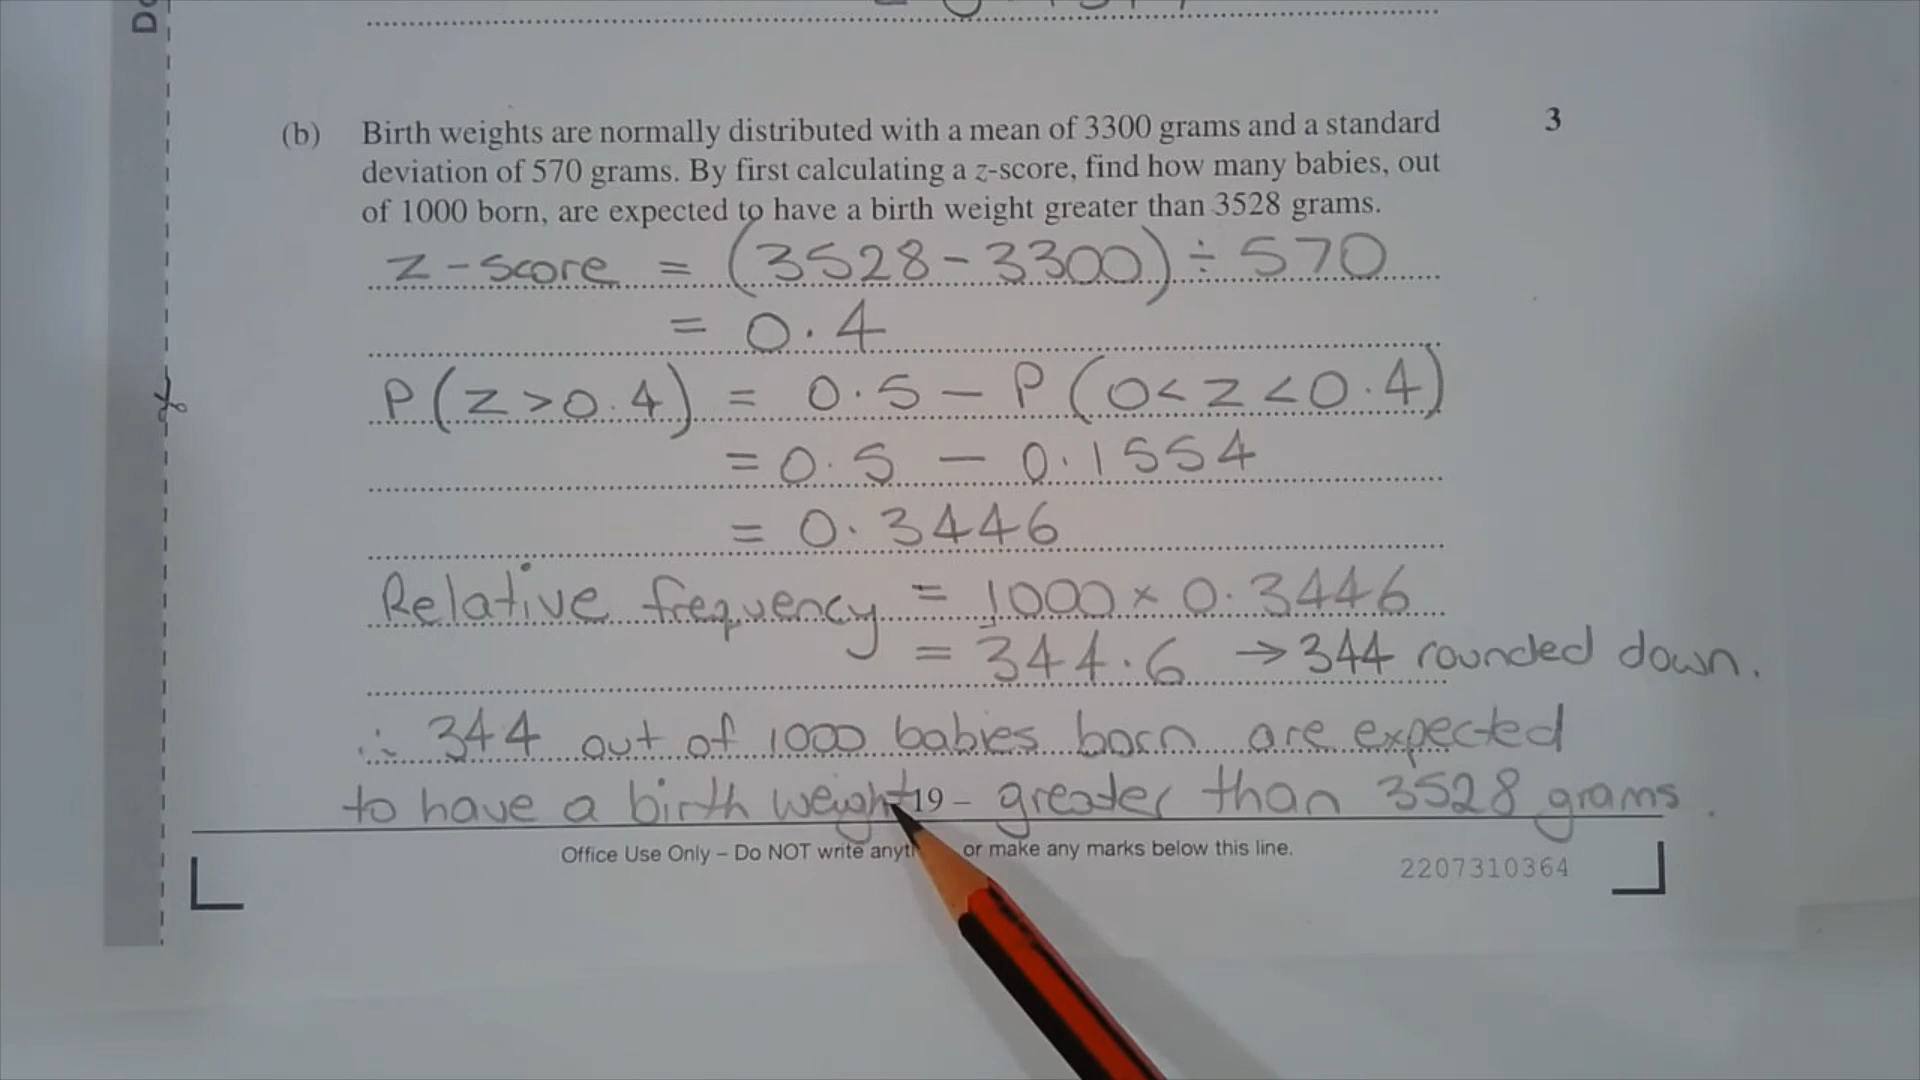 (b) Birth weights are normally distributed with a mean of 3300 grams and a standard 3
deviation of 570 grams. By first calculating a z-score, find how many babies, out
of 1000 born, are expected to have a birth weight greater than 3528 grams.
z-score = (3528-3300) ÷ 570
= 0.4
P(z>0.4) = 0.5 - P(0<z<0.4)
= 0.5 - 0.1554
= 0.3446
Relative frequency = 1000 × 0.3446
= 344.6 → 344 rounded down.
∴ 344 out of 1000 babies born are expected
to have a birth weight 19 – greater than 3528 grams.
Office Use Only – Do NOT write or make any marks below this line.
2207310364